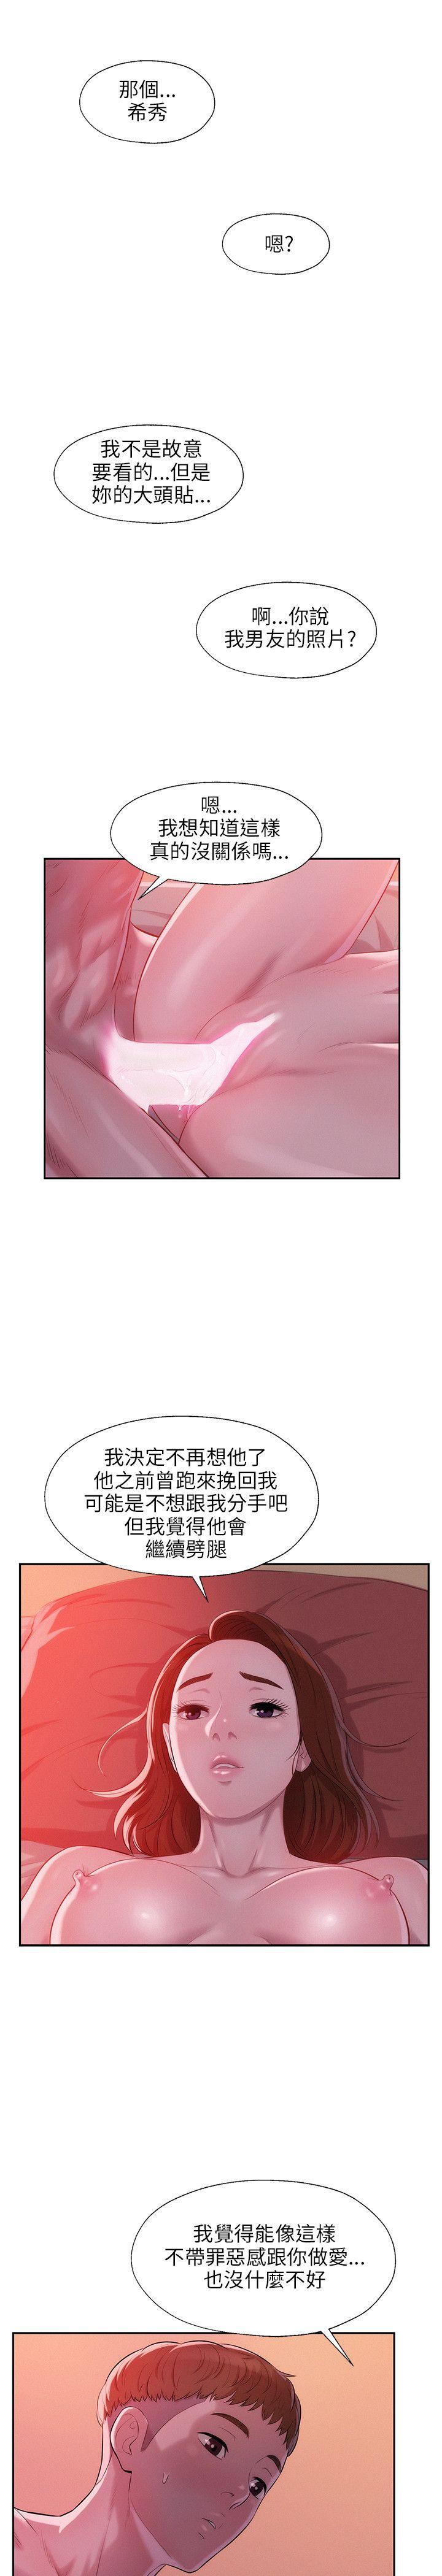 那個...
希秀
嗯?
我不是故意
要看的...但是
妳的大頭貼...
啊...你說
我男友的照片?
嗯...
我想知道這樣
真的沒關係嗎...
我決定不再想他了
他之前曾跑來挽回我
可能是不想跟我分手吧
但我覺得他會
繼續劈腿
我覺得能像這樣
不帶罪惡感跟你做愛...
也沒什麼不好